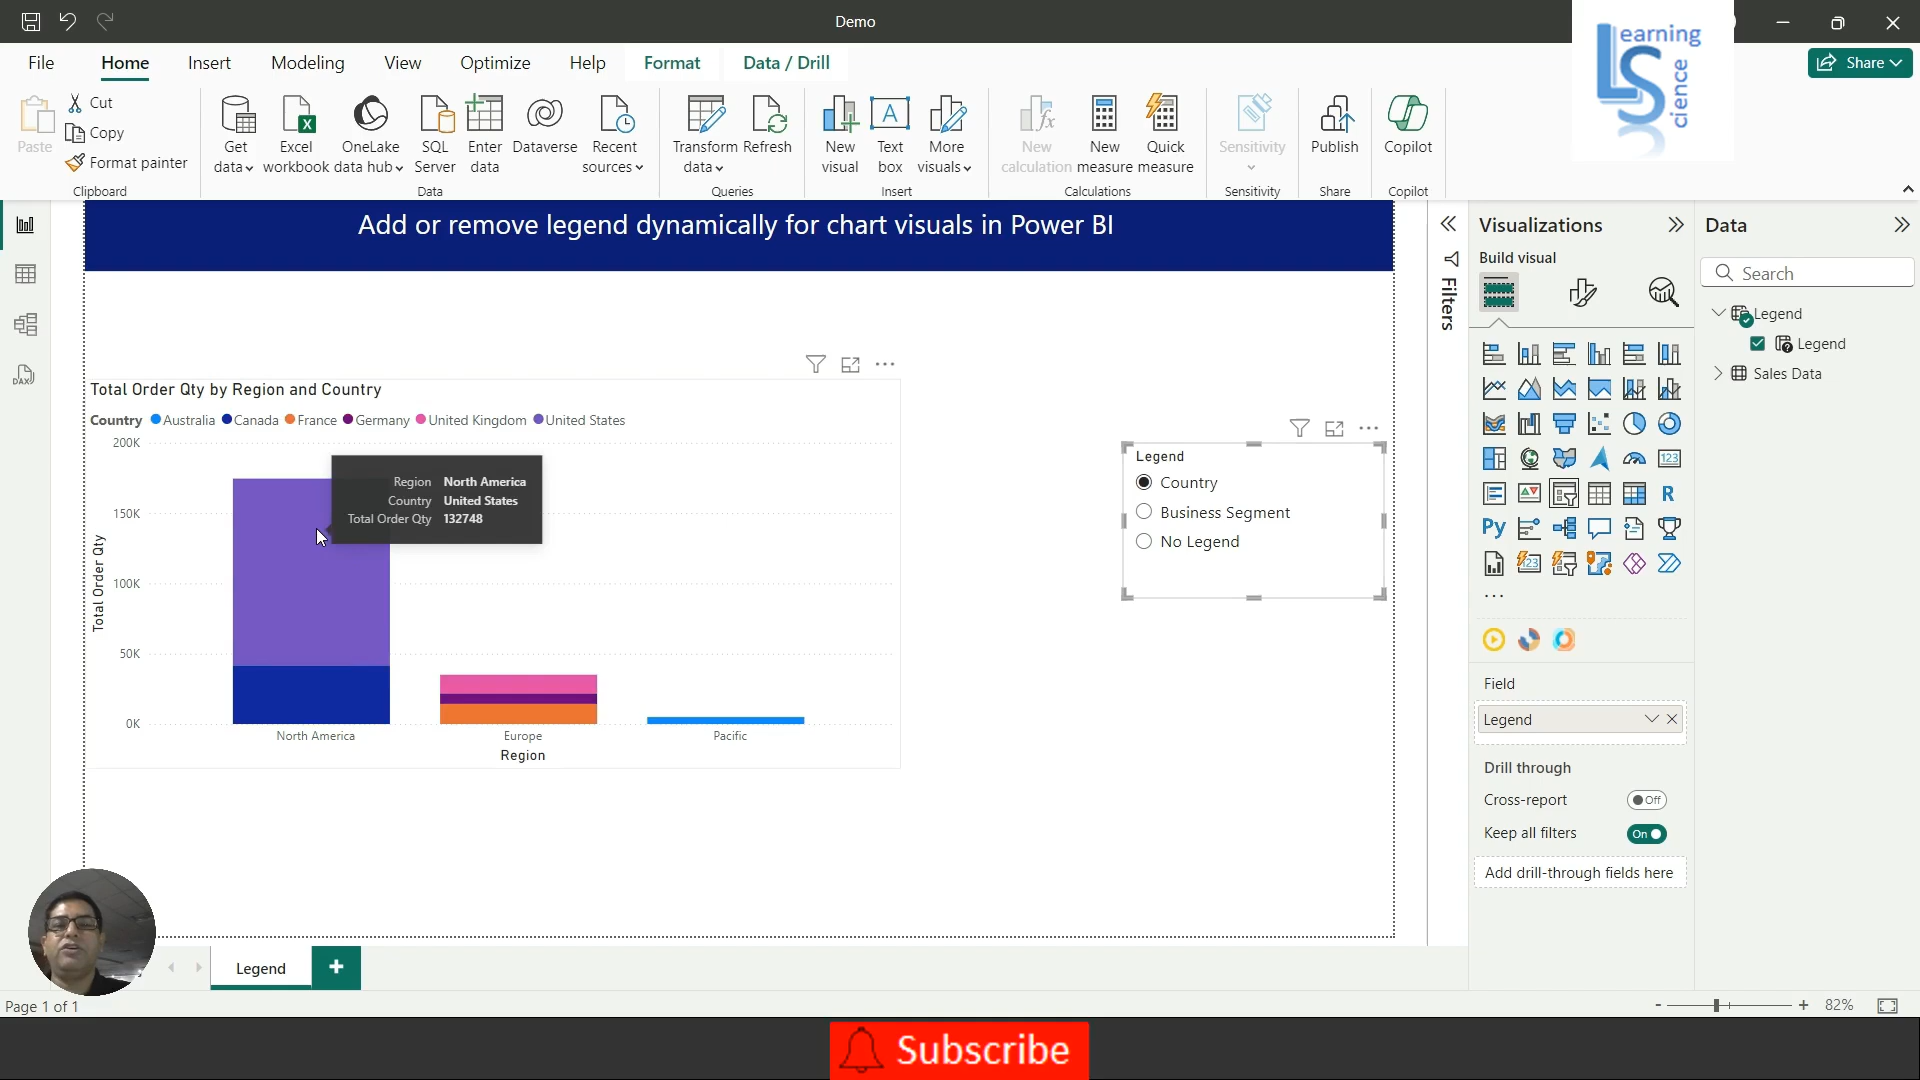 Demo
Learning Science
File Home Insert Modeling View Optimize Help Format Data / Drill
Share
Paste
Cut
Copy
Format painter
Clipboard
Get data
Excel workbook
OneLake data hub
SQL Server
Enter data
Dataverse
Recent sources
Data
Transform data
Refresh
Queries
New visual
Text box
More visuals
Insert
New calculation
New measure
Quick measure
Calculations
Sensitivity
Sensitivity
Publish
Share
Copilot
Copilot
Add or remove legend dynamically for chart visuals in Power BI
Total Order Qty by Region and Country
Country Australia Canada France Germany United Kingdom United States
200K
150K
100K
50K
0K
Total Order Qty
Region North America
Country United States
Total Order Qty 132748
North America Europe Pacific
Region
Legend
Country
Business Segment
No Legend
Filters
Visualizations
Build visual
R
Py
123
123
Field
Legend
Drill through
Cross-report Off
Keep all filters On
Add drill-through fields here
Data
Search
Legend
Legend
Sales Data
DAX
Legend
+
Page 1 of 1
- + 82%
Subscribe